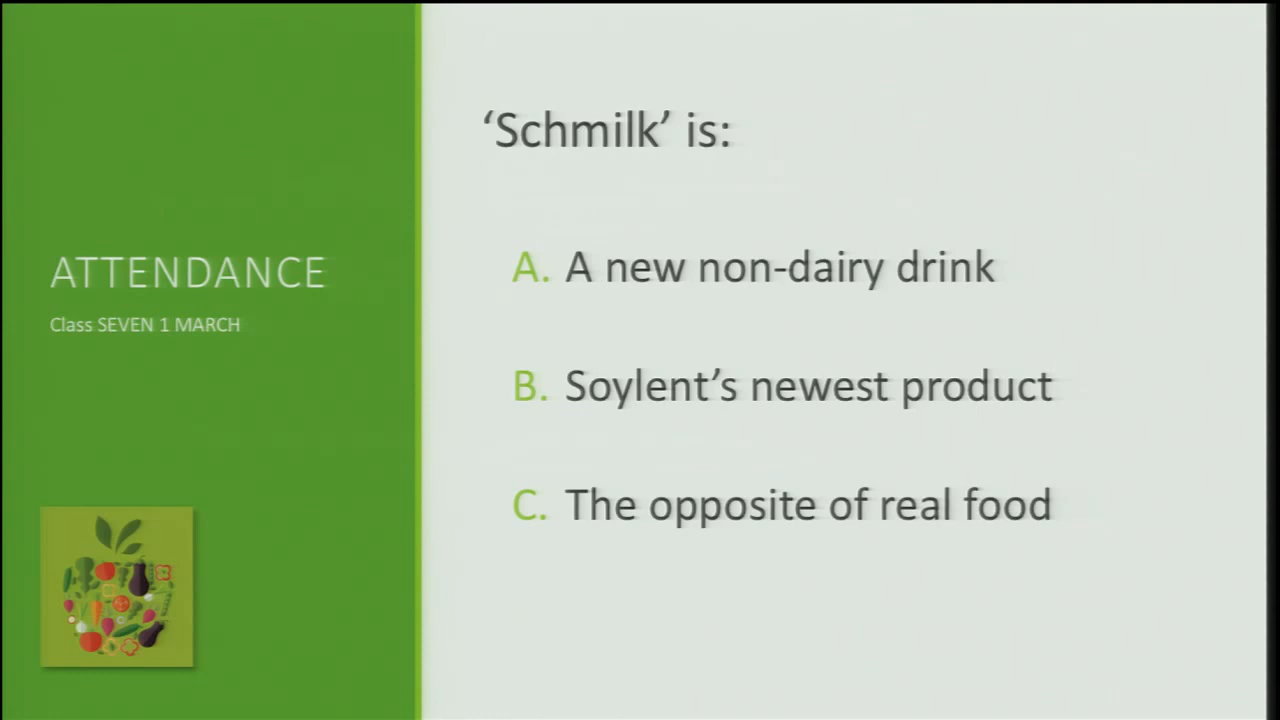 ATTENDANCE
Class SEVEN 1 MARCH
‘Schmilk’ is:
A. A new non-dairy drink
B. Soylent’s newest product
C. The opposite of real food